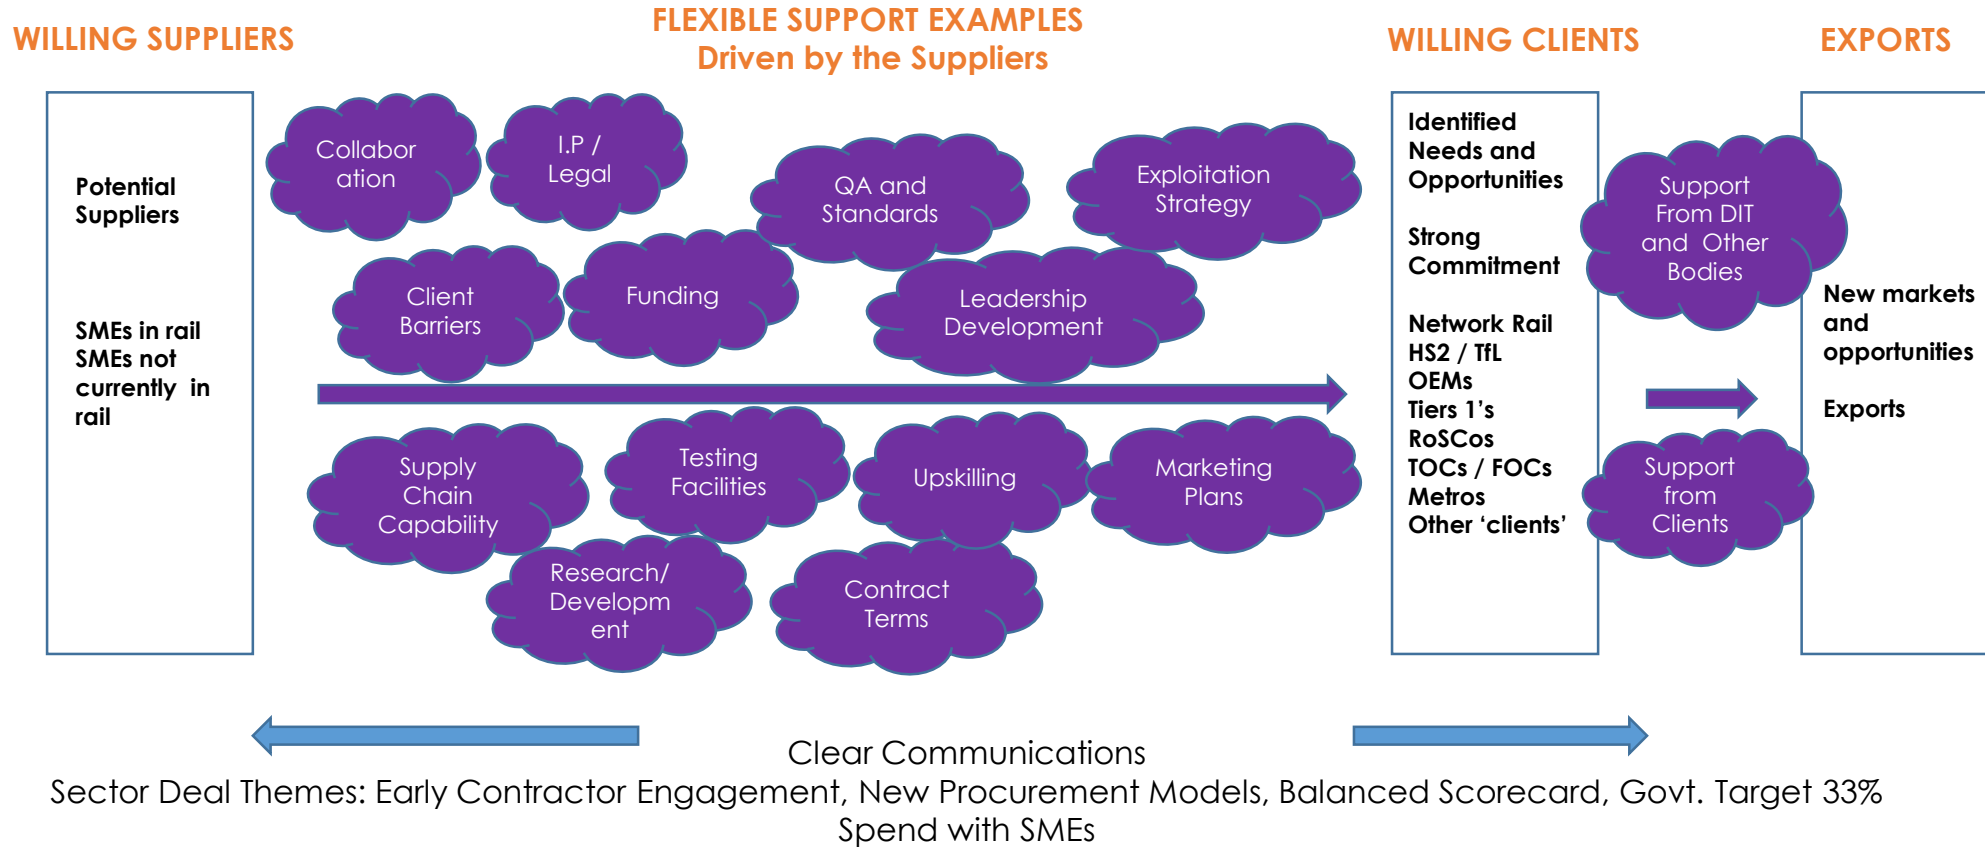 WILLING SUPPLIERS
FLEXIBLE SUPPORT EXAMPLES
Driven by the Suppliers
WILLING CLIENTS
EXPORTS
Potential
Suppliers
SMEs in rail
SMEs not
currently in
rail
Collabor
ation
I.P /
Legal
QA and
Standards
Exploitation
Strategy
Client
Barriers
Funding
Leadership
Development
Supply
Chain
Capability
Testing
Facilities
Upskilling
Marketing
Plans
Research/
Developm
ent
Contract
Terms
Identified
Needs and
Opportunities
Strong
Commitment
Network Rail
HS2 / TfL
OEMs
Tiers 1's
RoSCos
TOCs / FOCs
Metros
Other ‘clients’
Support
From DIT
and Other
Bodies
Support
from
Clients
New markets
and
opportunities
Exports
Clear Communications
Sector Deal Themes: Early Contractor Engagement, New Procurement Models, Balanced Scorecard, Govt. Target 33%
Spend with SMEs